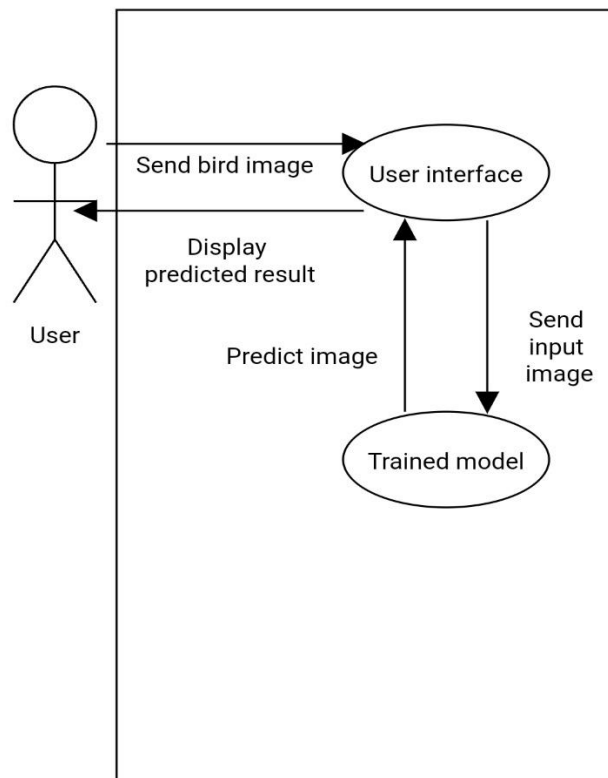 Send bird image
User interface
Display
predicted result
User
Predict image
Send
input
image
Trained model